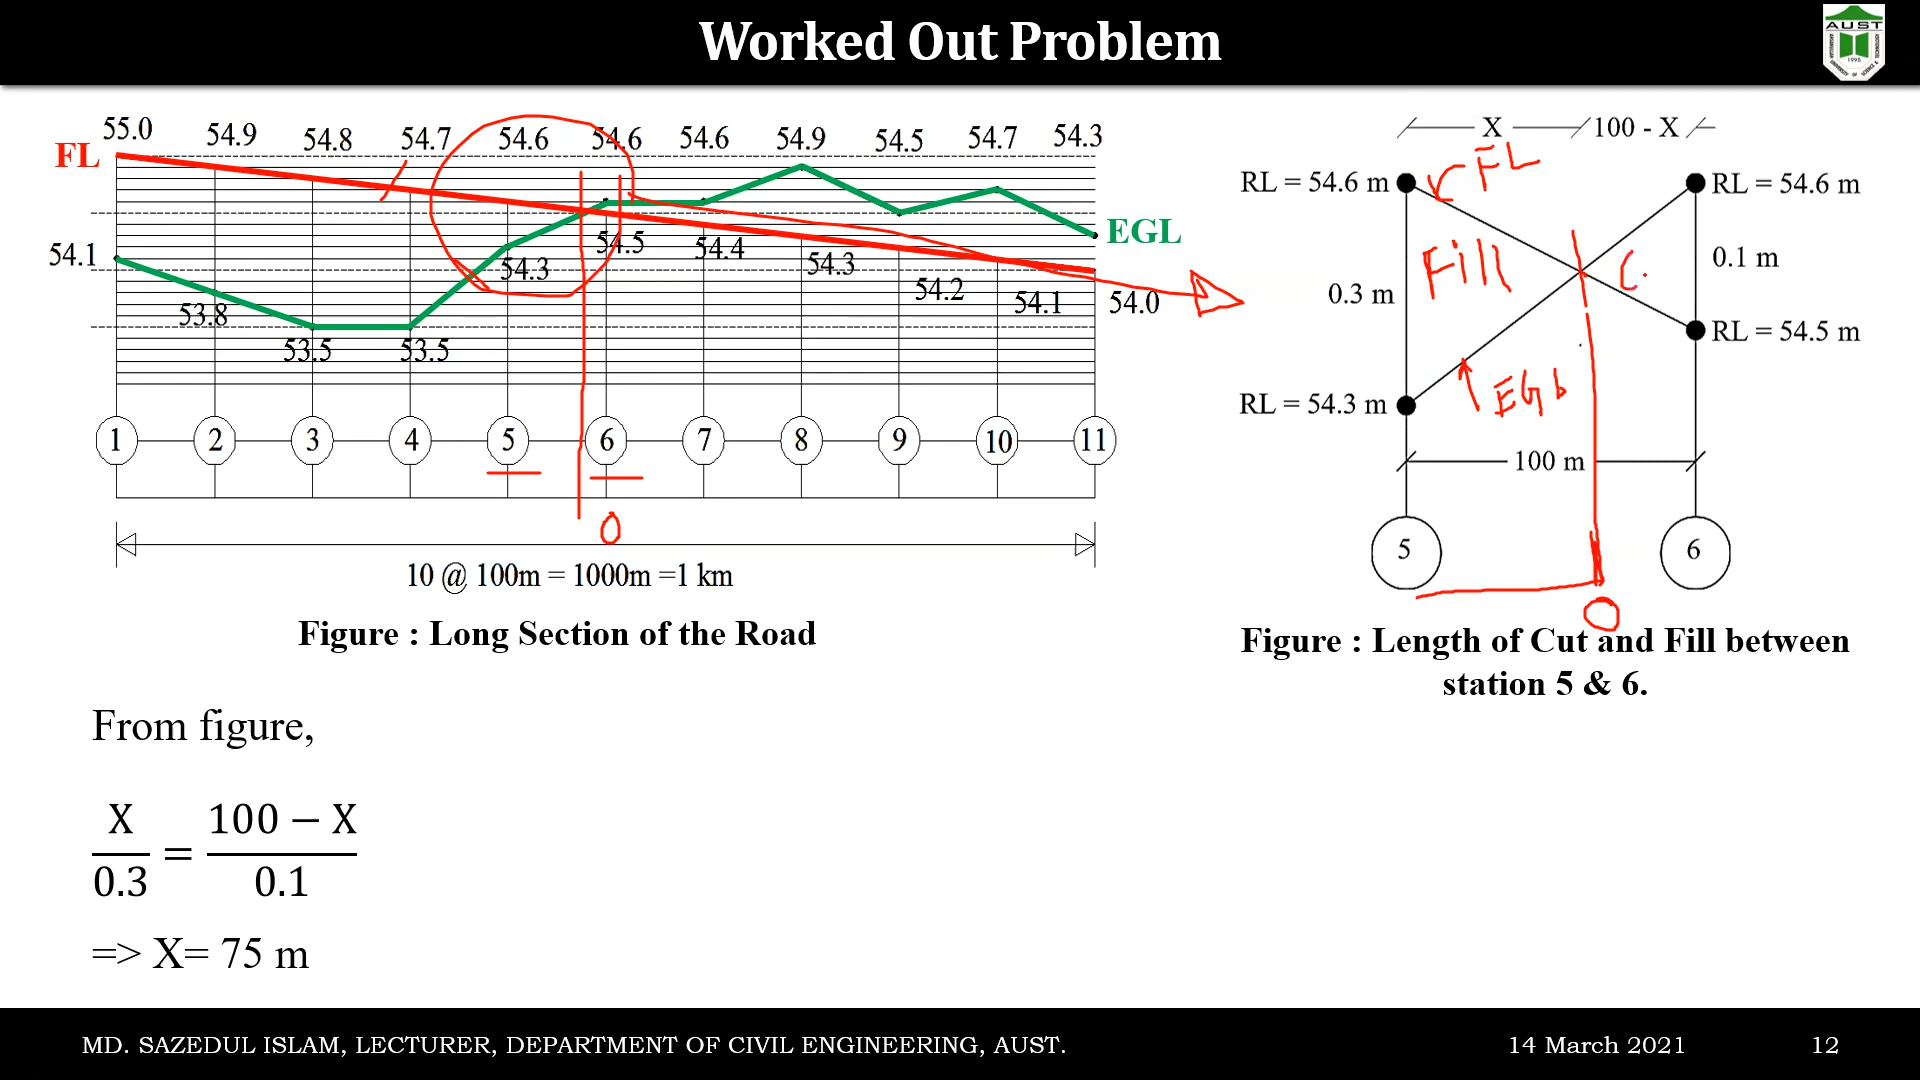 Worked Out Problem
AUST
1995
55.0 54.9 54.8 54.7 54.6 54.6 54.6 54.9 54.5 54.7 54.3
FL
EGL
54.1 53.8 53.5 53.5 54.3 54.5 54.4 54.3 54.2 54.1 54.0
1 2 3 4 5 6 7 8 9 10 11
O
10 @ 100m = 1000m =1 km
Figure : Long Section of the Road
X 100 - X
FL
RL = 54.6 m RL = 54.6 m
Fill C
0.3 m 0.1 m
RL = 54.5 m
RL = 54.3 m
EGL
100 m
5 6
O
Figure : Length of Cut and Fill between
station 5 & 6.
From figure,
X/0.3 = 100 − X/0.1
=> X= 75 m
MD. SAZEDUL ISLAM, LECTURER, DEPARTMENT OF CIVIL ENGINEERING, AUST.
14 March 2021
12